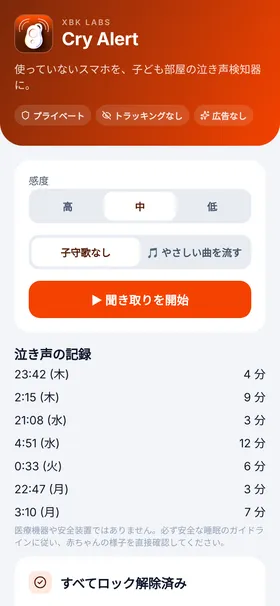 XBK LABS
Cry Alert
使っていないスマホを、子ども部屋の泣き声検知器
に。
プライベート トラッキングなし 広告なし
感度
高 中 低
子守歌なし やさしい曲を流す
聞き取りを開始
泣き声の記録
23:42 (木) 4 分
2:15 (木) 9 分
21:08 (水) 3 分
4:51 (水) 12 分
0:33 (火) 6 分
22:47 (月) 3 分
3:10 (月) 7 分
医療機器や安全装置ではありません。必ず安全な睡眠のガイドラ
インに従い、赤ちゃんの様子を直接確認してください。
すべてロック解除済み